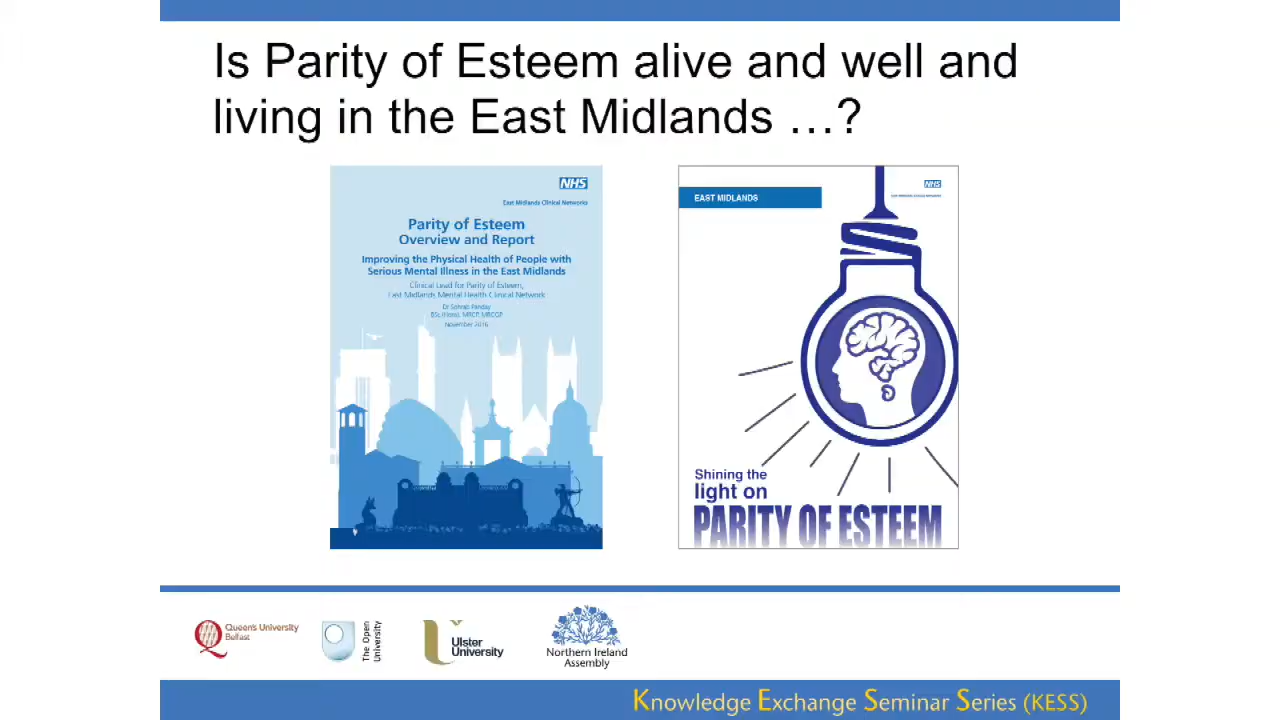 Is Parity of Esteem alive and well and
living in the East Midlands …?
NHS
East Midlands Clinical Networks
Parity of Esteem
Overview and Report
Improving the Physical Health of People with
Serious Mental Illness in the East Midlands
Clinical Lead for Parity of Esteem,
East Midlands Mental Health Clinical Network
November 2016
EAST MIDLANDS
NHS
Shining the
light on
PARITY OF ESTEEM
Queen's University
Belfast
The Open
University
Ulster
University
Northern Ireland
Assembly
Knowledge Exchange Seminar Series (KESS)